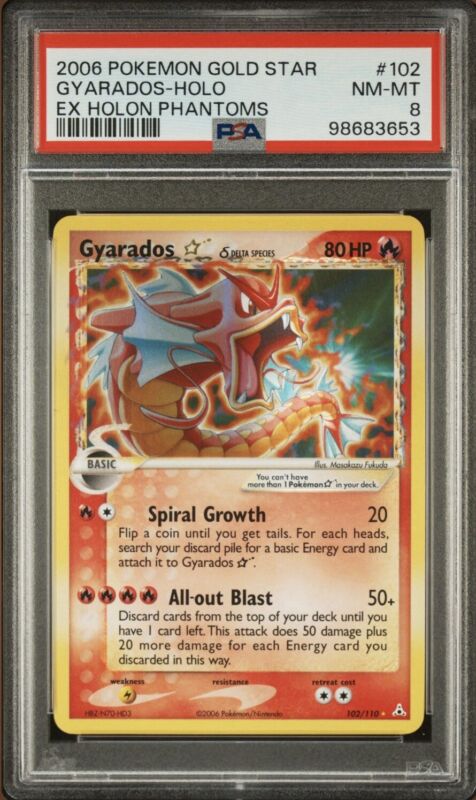 2006 POKEMON GOLD STAR #102
GYARADOS-HOLO NM-MT
EX HOLON PHANTOMS 8
PSA 98683653
Gyarados ☆ δ DELTA SPECIES 80 HP
Illus. Masakazu Fukuda
BASIC
You can't have
more than 1 Pokémon ☆ in your deck.
Spiral Growth 20
Flip a coin until you get tails. For each heads,
search your discard pile for a basic Energy card and
attach it to Gyarados ☆.
All-out Blast 50+
Discard cards from the top of your deck until you
have 1 card left. This attack does 50 damage plus
20 more damage for each Energy card you
discarded in this way.
weakness resistance retreat cost
©2006 Pokémon/Nintendo 102/110
PSA